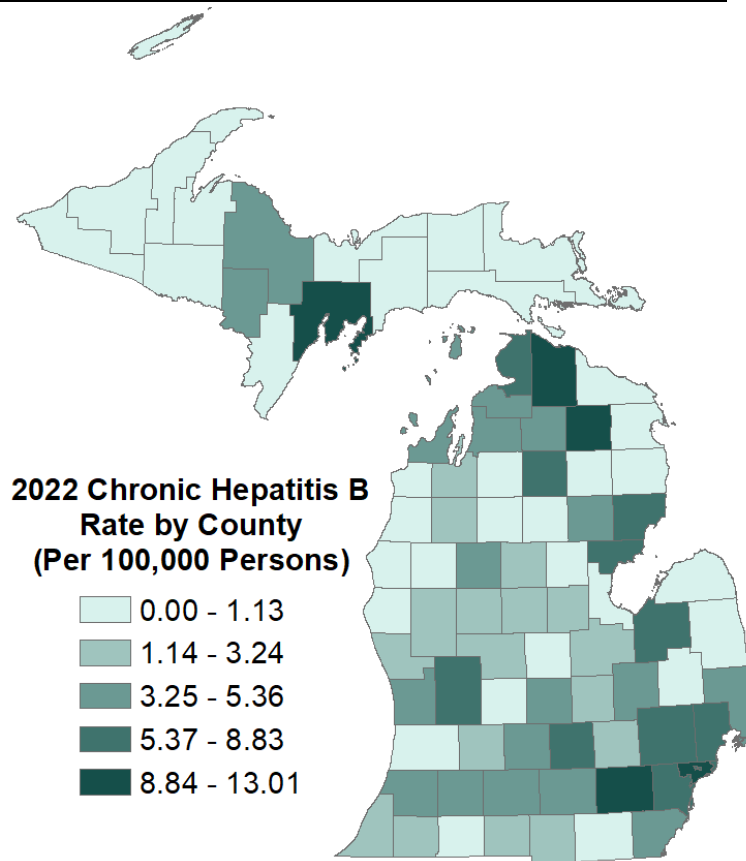 2022 Chronic Hepatitis B
Rate by County
(Per 100,000 Persons)
0.00 - 1.13
1.14 - 3.24
3.25 - 5.36
5.37 - 8.83
8.84 - 13.01